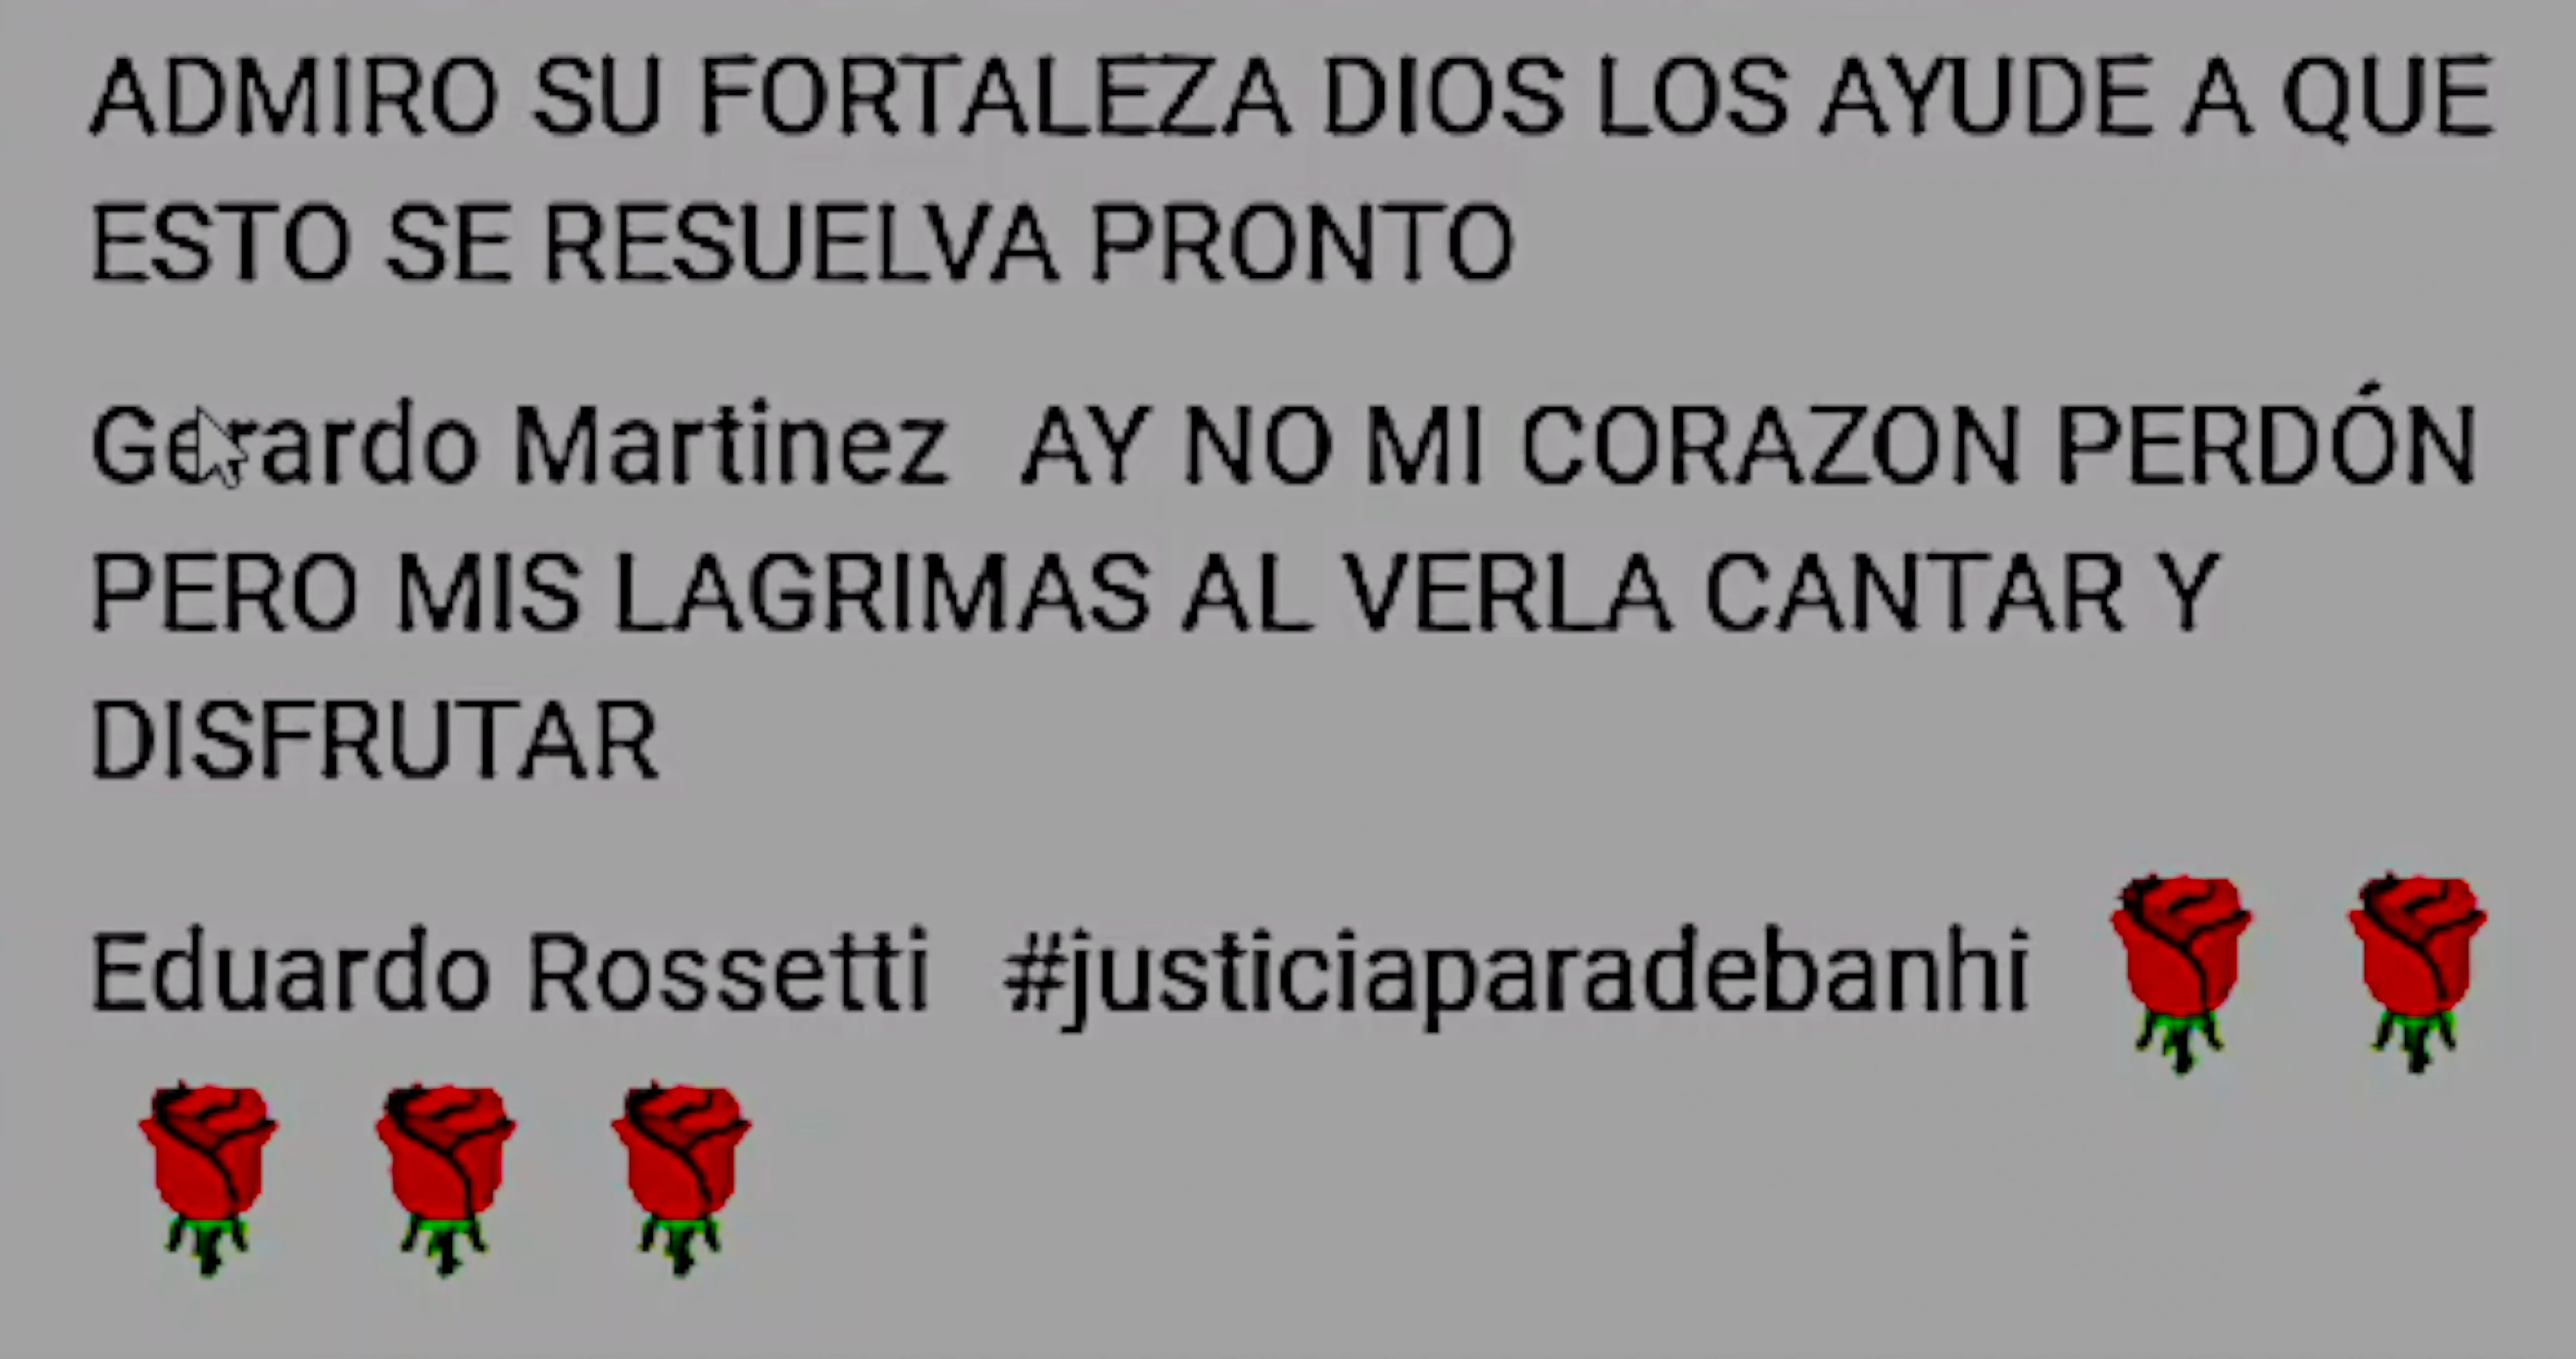 ADMIRO SU FORTALEZA DIOS LOS AYUDE A QUE
ESTO SE RESUELVA PRONTO
Gerardo Martinez AY NO MI CORAZON PERDÓN
PERO MIS LAGRIMAS AL VERLA CANTAR Y
DISFRUTAR
Eduardo Rossetti #justiciaparadebanhi 🌹 🌹
🌹 🌹 🌹